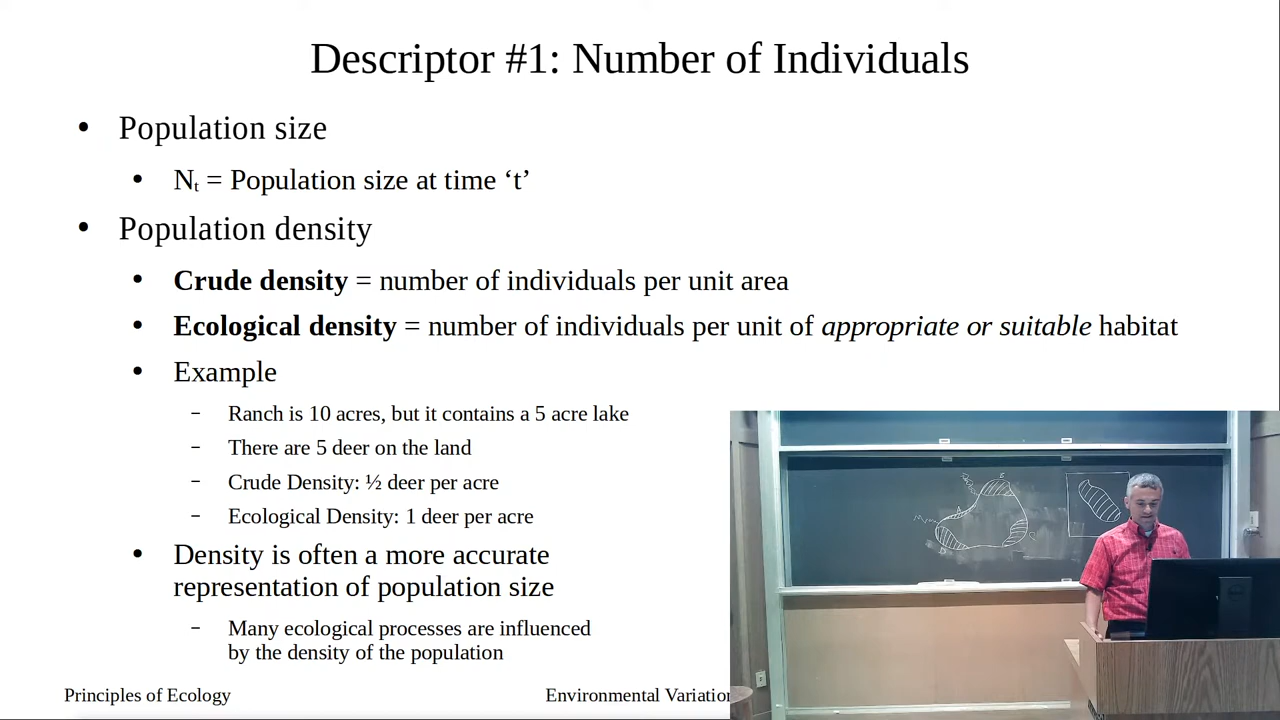 Descriptor #1: Number of Individuals
• Population size
• Nt = Population size at time ‘t’
• Population density
• Crude density = number of individuals per unit area
• Ecological density = number of individuals per unit of appropriate or suitable habitat
• Example
– Ranch is 10 acres, but it contains a 5 acre lake
– There are 5 deer on the land
– Crude Density: ½ deer per acre
– Ecological Density: 1 deer per acre
• Density is often a more accurate
representation of population size
– Many ecological processes are influenced
by the density of the population
Principles of Ecology
Environmental Variation